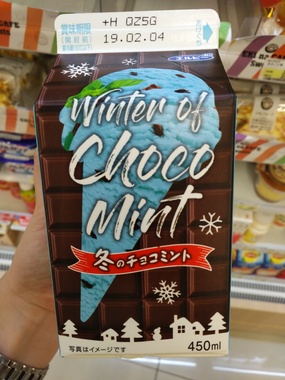 賞味期限
(開封前)
+H QZ5G
19.02.04
Winter of
Choco
Mint
冬のチョコミント
写真はイメージです
450ml